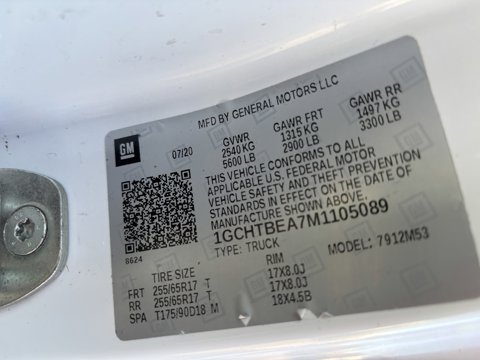 MFD BY GENERAL MOTORS LLC
GM
07/20 GVWR GAWR FRT GAWR RR
2540 KG 1315 KG 1497 KG
5600 LB 2900 LB 3300 LB
THIS VEHICLE CONFORMS TO ALL
APPLICABLE U.S. FEDERAL MOTOR
VEHICLE SAFETY AND THEFT PREVENTION
STANDARDS IN EFFECT ON THE DATE OF
MANUFACTURE SHOWN ABOVE.
1GCHTBEA7M1105089
8624 TYPE: TRUCK MODEL: 7912M53
TIRE SIZE RIM
FRT 255/65R17 T 17X8.0J
RR 255/65R17 T 17X8.0J
SPA T175/90D18 M 18X4.5B